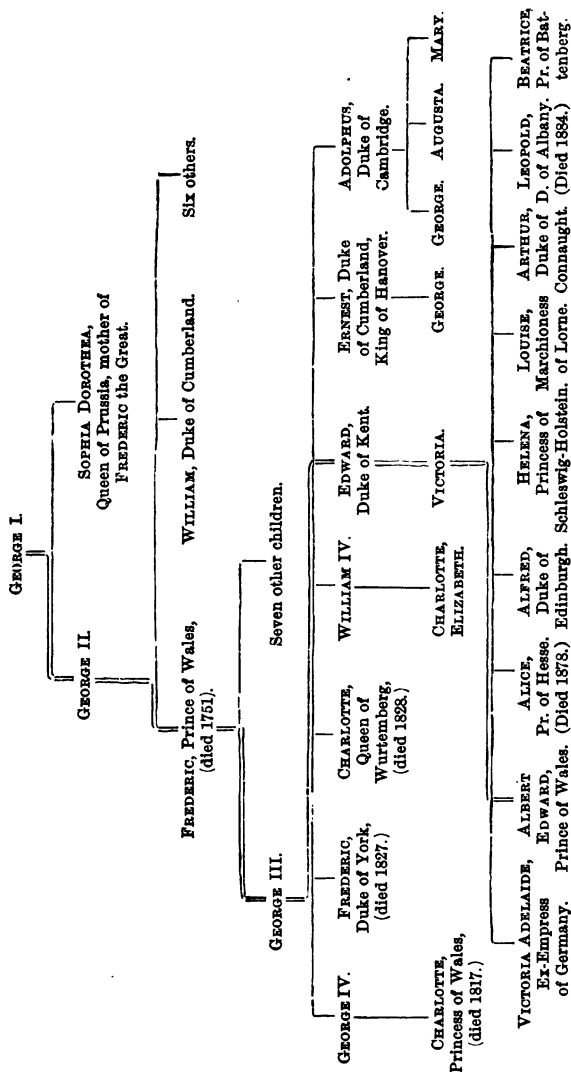 GEORGE I.
GEORGE II.
SOPHIA DOROTHEA,
Queen of Prussia, mother of
FREDERIC the Great.
FREDERIC, Prince of Wales,
(died 1751).
WILLIAM, Duke of Cumberland.
Six others.
GEORGE III.
Seven other children.
GEORGE IV.
FREDERIC,
Duke of York,
(died 1827.)
CHARLOTTE,
Queen of
Wurtemberg,
(died 1828.)
WILLIAM IV.
EDWARD,
Duke of Kent.
ERNEST, Duke
of Cumberland,
King of Hanover.
ADOLPHUS,
Duke of
Cambridge.
CHARLOTTE,
Princess of Wales,
(died 1817.)
CHARLOTTE,
ELIZABETH.
VICTORIA.
GEORGE.
GEORGE. AUGUSTA. MARY.
VICTORIA ADELAIDE,
Ex-Empress
of Germany.
ALBERT
EDWARD,
Prince of Wales.
ALICE,
Pr. of Hesse.
(Died 1878.)
ALFRED,
Duke of
Edinburgh.
HELENA,
Princess of
Schleswig-Holstein.
LOUISE,
Marchioness
of Lorne.
ARTHUR,
Duke of
Connaught.
LEOPOLD,
D. of Albany.
(Died 1884.)
BEATRICE,
Pr. of Bat-
tenberg.